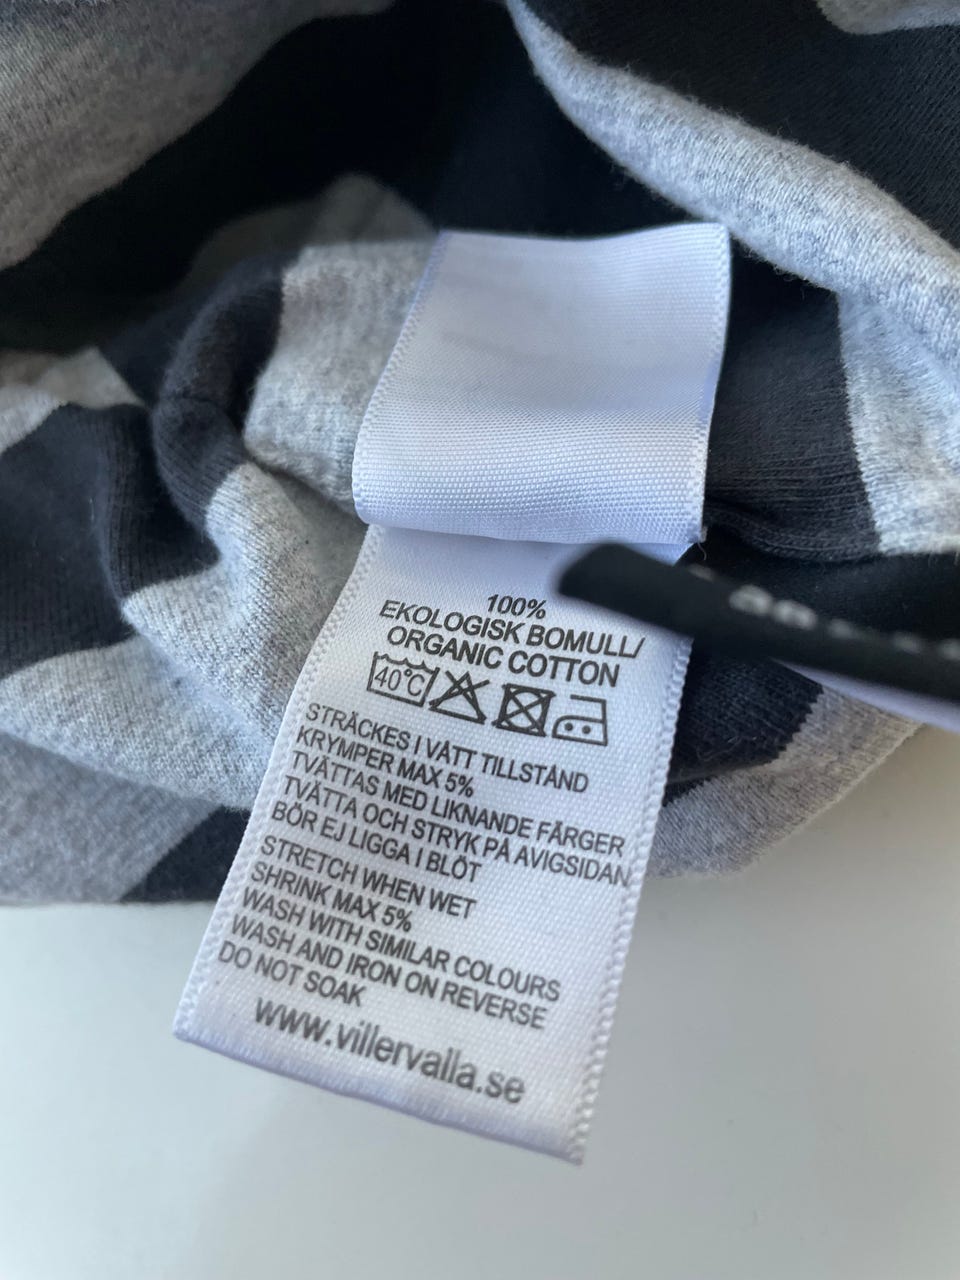 100%
EKOLOGISK BOMULL/
ORGANIC COTTON
40°C
STRÄCKES I VÅTT TILLSTÅND
KRYMPER MAX 5%
TVÄTTAS MED LIKNANDE FÄRGER
TVÄTTA OCH STRYK PÅ AVIGSIDAN
BÖR EJ LIGGA I BLÖT
STRETCH WHEN WET
SHRINK MAX 5%
WASH WITH SIMILAR COLOURS
WASH AND IRON ON REVERSE
DO NOT SOAK
www.villervalla.se